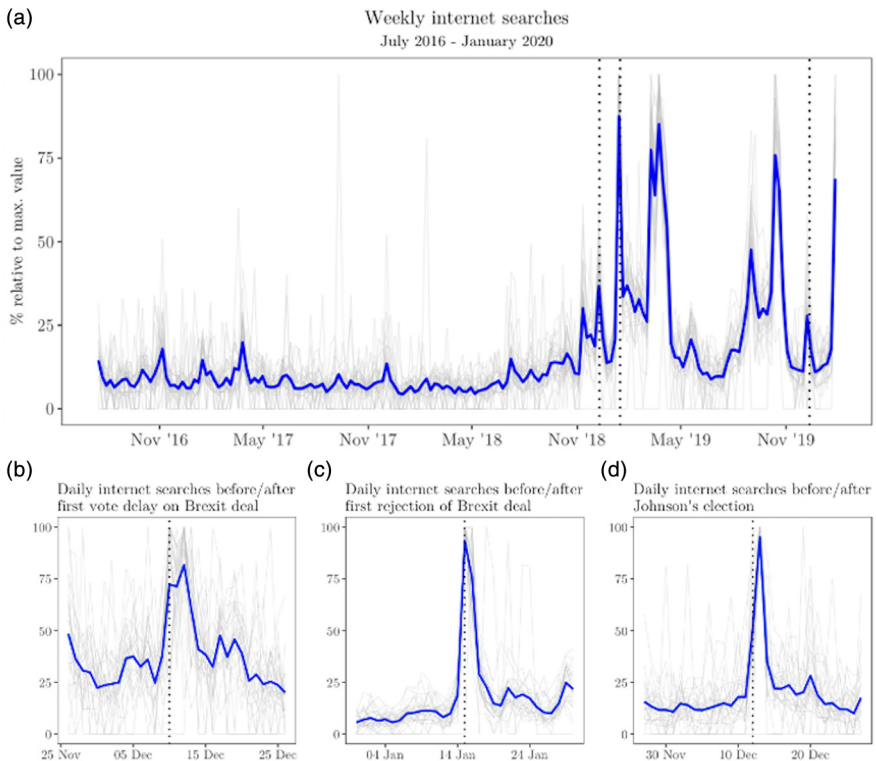 (a)
Weekly internet searches
July 2016 - January 2020
% relative to max. value
100
75
50
25
0
Nov '16 May '17 Nov '17 May '18 Nov '18 May '19 Nov '19
(b)
Daily internet searches before/after
first vote delay on Brexit deal
100
75
50
25
0
25 Nov 05 Dec 15 Dec 25 Dec
(c)
Daily internet searches before/after
first rejection of Brexit deal
100
75
50
25
0
04 Jan 14 Jan 24 Jan
(d)
Daily internet searches before/after
Johnson's election
100
75
50
25
0
30 Nov 10 Dec 20 Dec